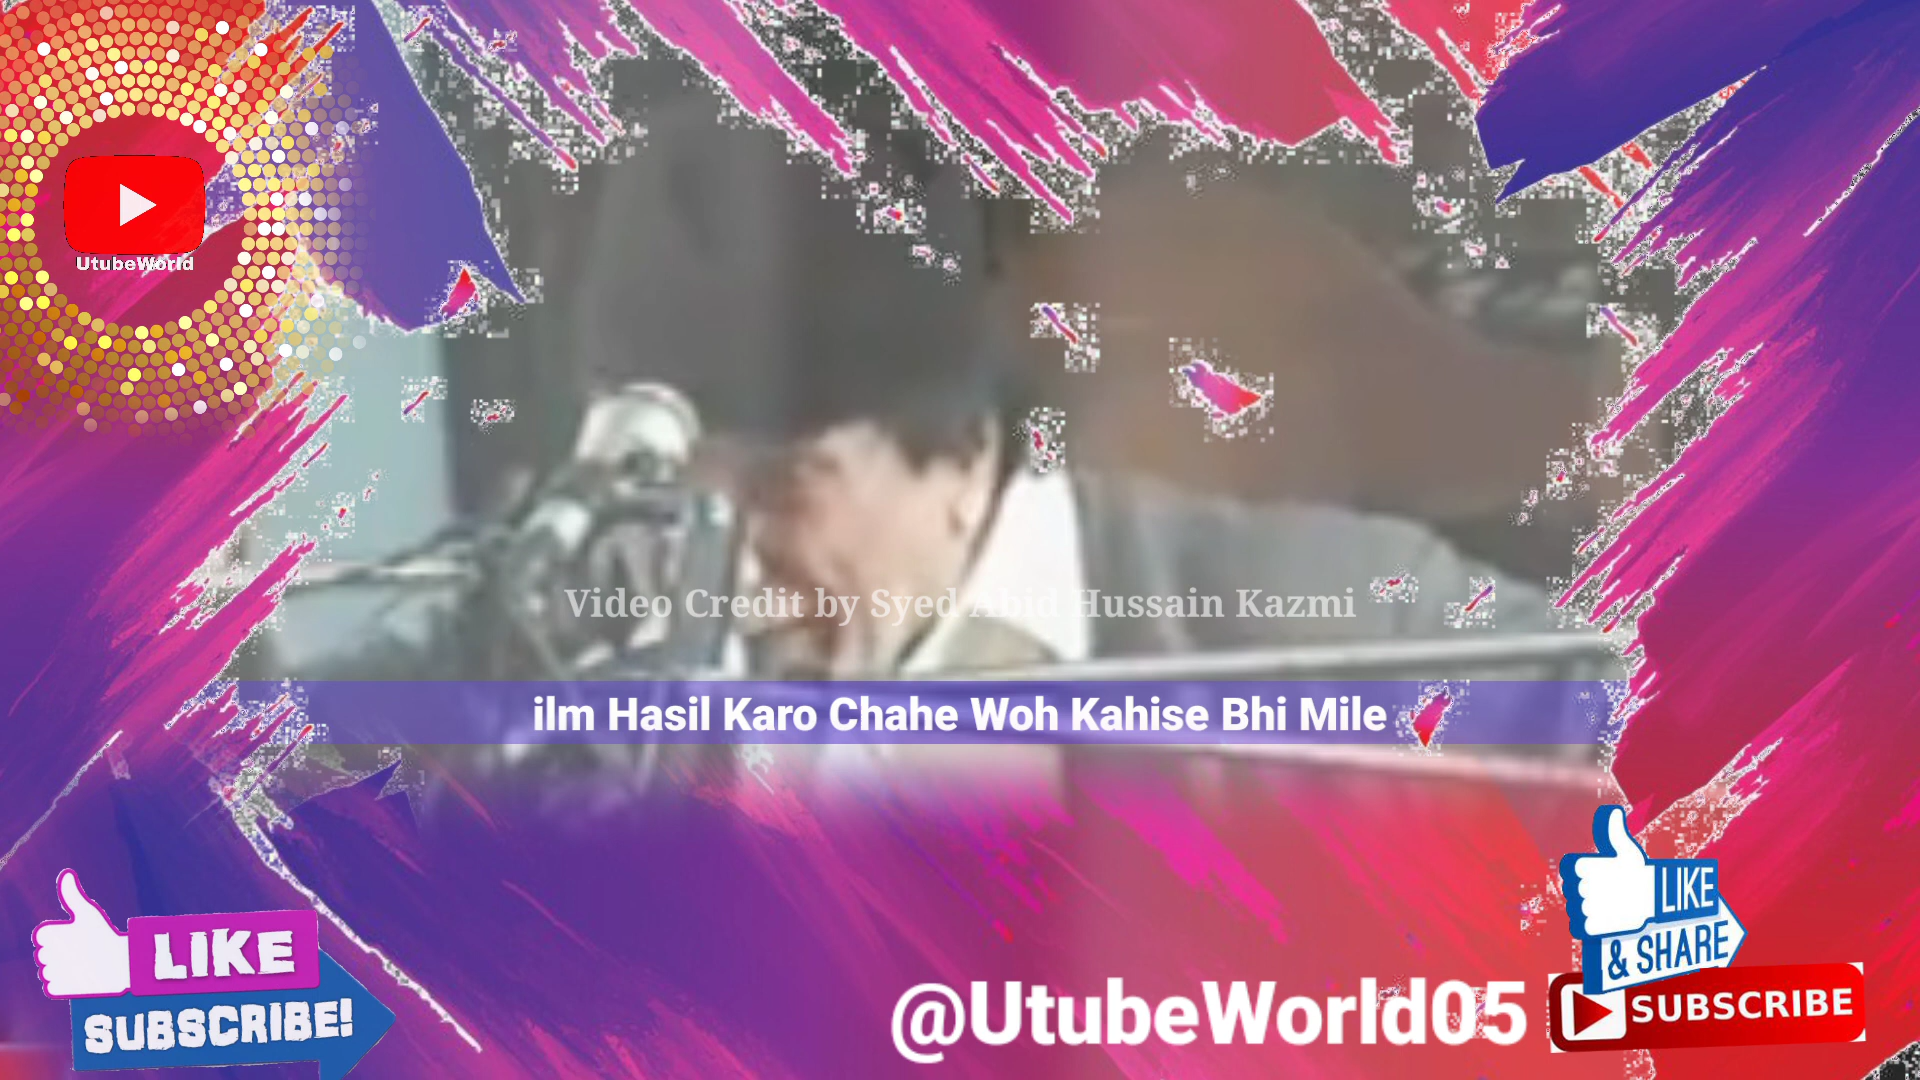 UtubeWorld
Video Credit by Syed Abid Hussain Kazmi
ilm Hasil Karo Chahe Woh Kahise Bhi Mile
LIKE
SUBSCRIBE!
LIKE
& SHARE
@UtubeWorld05
SUBSCRIBE